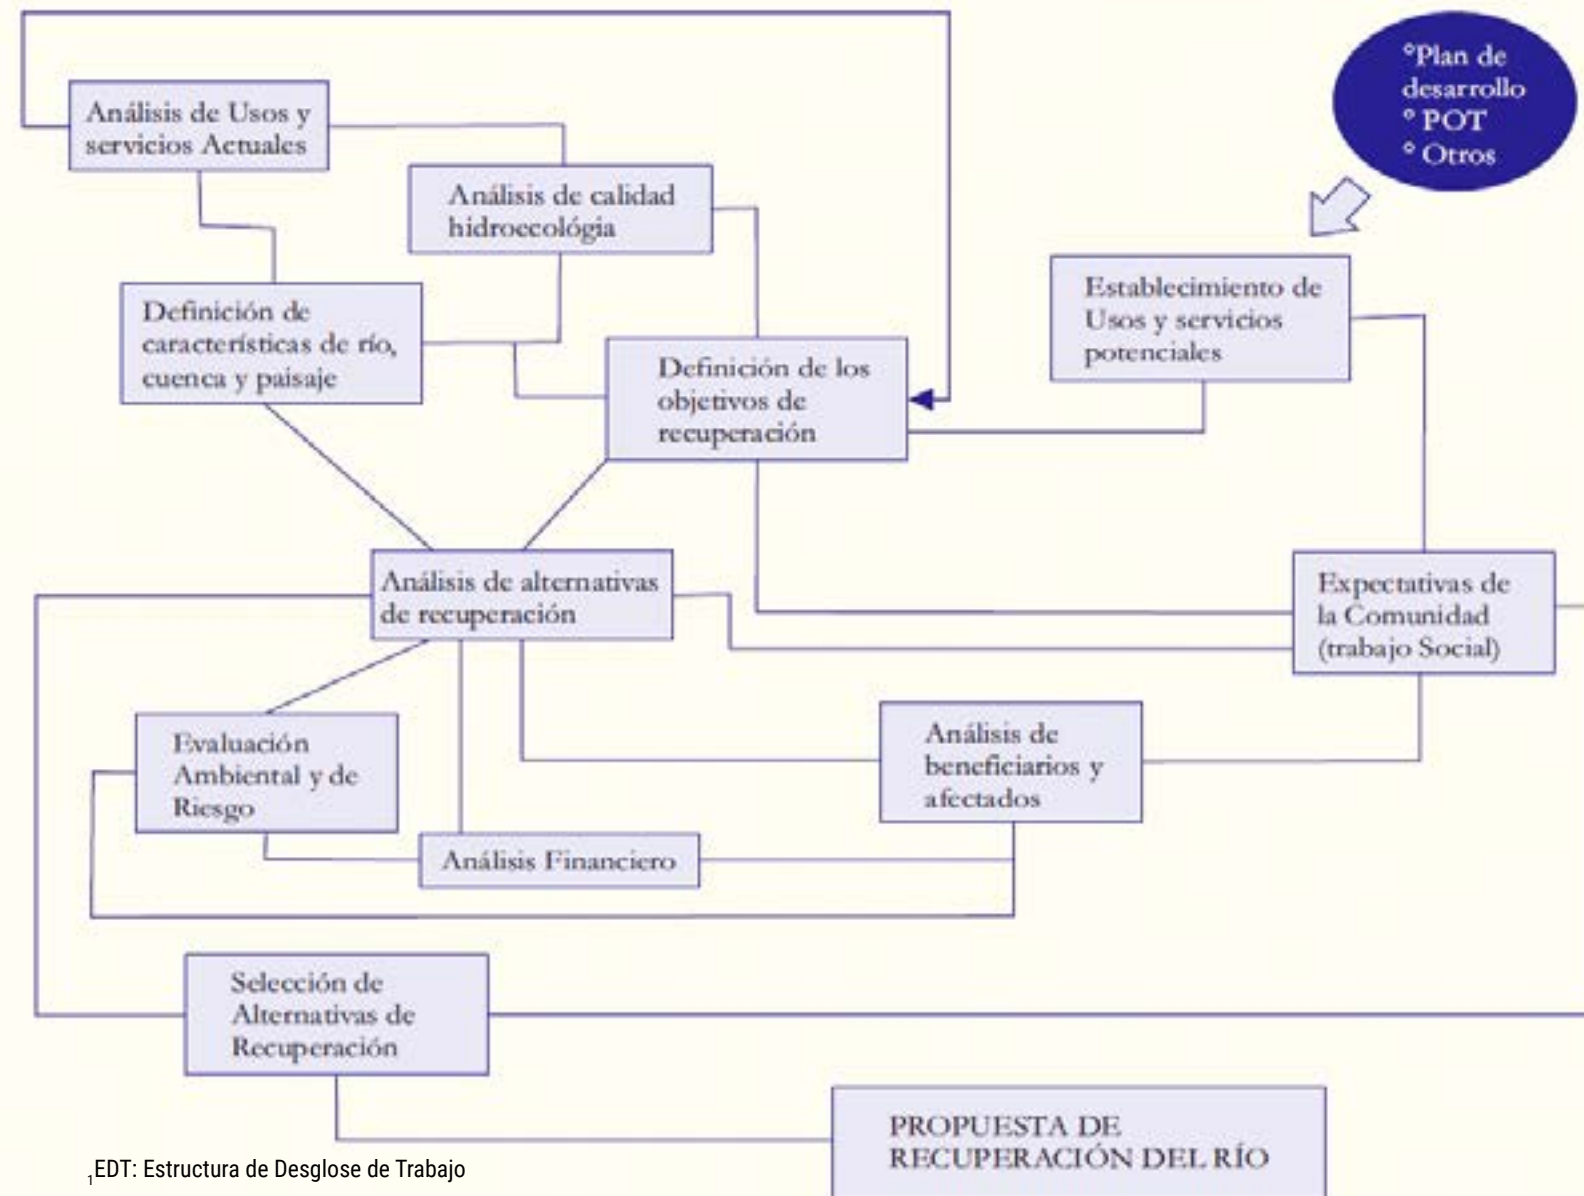 °Plan de
desarrollo
° POT
° Otros
Análisis de Usos y
servicios Actuales
Análisis de calidad
hidroecológia
Establecimiento de
Usos y servicios
potenciales
Definición de
características de río,
cuenca y paisaje
Definición de los
objetivos de
recuperación
Análisis de alternativas
de recuperación
Expectativas de
la Comunidad
(trabajo Social)
Evaluación
Ambiental y de
Riesgo
Análisis de
beneficiarios y
afectados
Análisis Financiero
Selección de
Alternativas de
Recuperación
PROPUESTA DE
RECUPERACIÓN DEL RÍO
1EDT: Estructura de Desglose de Trabajo